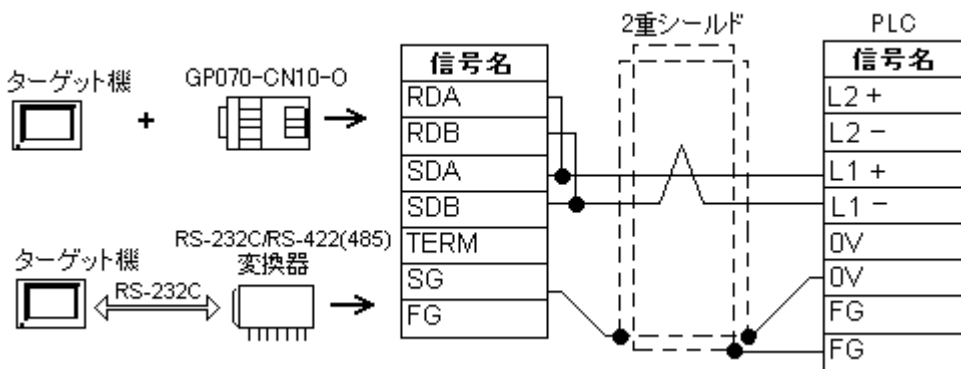 2重シールド
PLC
ターゲット機
GP070-CN10-O
+
信号名
RDA
RDB
SDA
SDB
TERM
SG
FG
信号名
L2 +
L2 −
L1 +
L1 −
0V
0V
FG
FG
ターゲット機
RS-232C
RS-232C/RS-422(485)
変換器